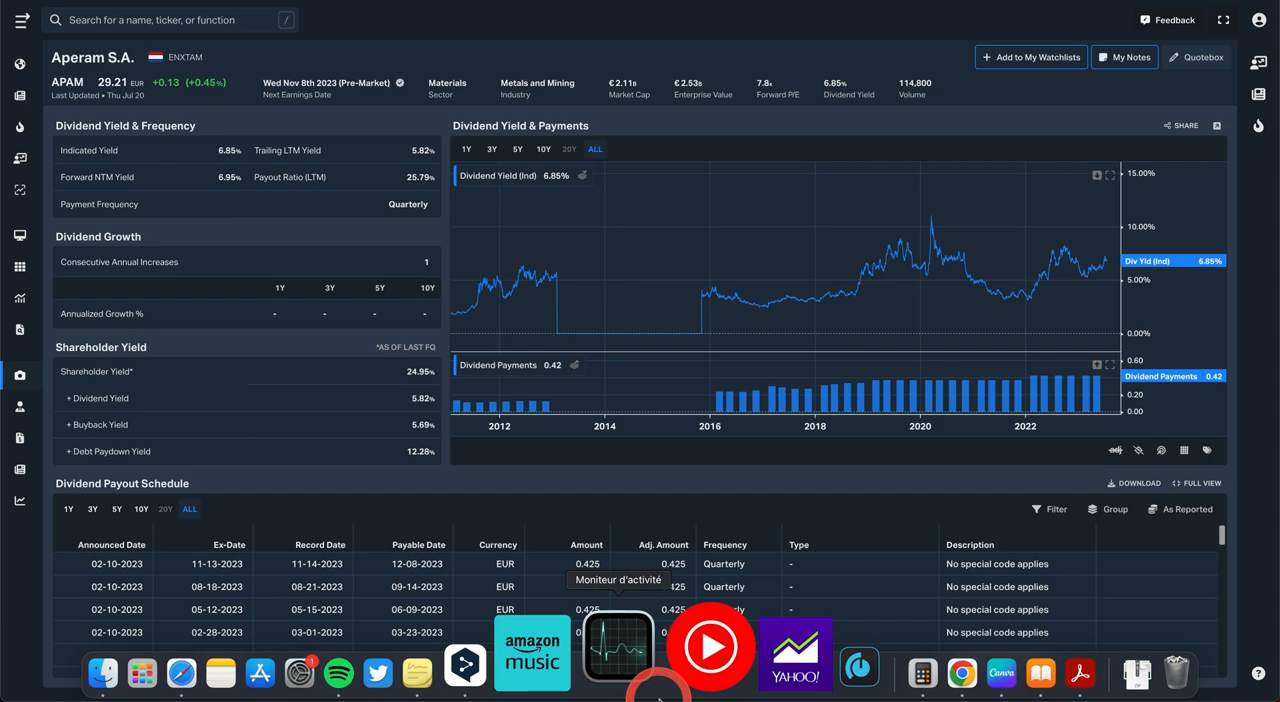 Search for a name, ticker, or function /
Feedback
Aperam S.A. ENXTAM
Add to My Watchlists My Notes Quotebox
APAM 29.21 EUR +0.13 (+0.45%)
Last Updated • Thu Jul 20
Wed Nov 8th 2023 (Pre-Market)
Next Earnings Date
Materials
Sector
Metals and Mining
Industry
€2.11B
Market Cap
€2.53B
Enterprise Value
7.8x
Forward P/E
6.85%
Dividend Yield
114,800
Volume
Dividend Yield & Frequency
Indicated Yield 6.85% Trailing LTM Yield 5.82%
Forward NTM Yield 6.95% Payout Ratio (LTM) 25.79%
Payment Frequency Quarterly
Dividend Growth
Consecutive Annual Increases 1
1Y 3Y 5Y 10Y
Annualized Growth % - - - -
Shareholder Yield *AS OF LAST FQ
Shareholder Yield* 24.95%
+ Dividend Yield 5.82%
+ Buyback Yield 5.69%
+ Debt Paydown Yield 12.28%
Dividend Yield & Payments SHARE
1Y 3Y 5Y 10Y 20Y ALL
Dividend Yield (Ind) 6.85%
15.00%
10.00%
Div Yld (Ind) 6.85%
5.00%
0.00%
Dividend Payments 0.42
0.60
Dividend Payments 0.42
0.20
0.00
2012 2014 2016 2018 2020 2022
adj
Dividend Payout Schedule DOWNLOAD FULL VIEW
1Y 3Y 5Y 10Y 20Y ALL Filter Group As Reported
Announced Date Ex-Date Record Date Payable Date Currency Amount Adj. Amount Frequency Type Description
02-10-2023 11-13-2023 11-14-2023 12-08-2023 EUR 0.425 0.425 Quarterly - No special code applies
Moniteur d'activité
02-10-2023 08-18-2023 08-21-2023 09-14-2023 EUR 425 Quarterly - No special code applies
02-10-2023 05-12-2023 05-15-2023 06-09-2023 EUR 0.425 0.425 Quarterly - No special code applies
02-10-2023 02-28-2023 03-01-2023 03-23-2023 EUR Quarterly - No special code applies
amazon
music
YAHOO!
1
Canva
ZIP
?